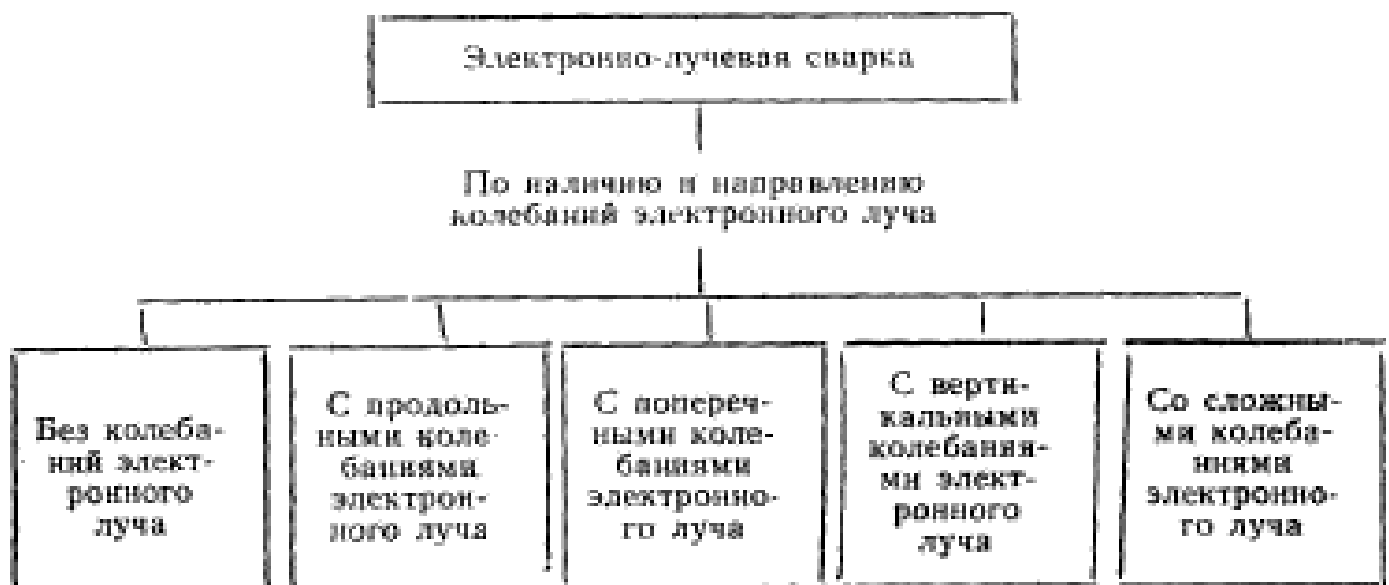 Электронно-лучевая сварка
По наличию и направлению
колебаний электронного луча
Без колеба-
ний элект-
ронного
луча
С продоль-
ными коле-
баниями
электрон-
ного луча
С попереч-
ными коле-
баниями
электронно-
го луча
С верти-
кальными
колебания-
ми элект-
ронного
луча
Со сложны-
ми колеба-
ниями
электронно-
го луча